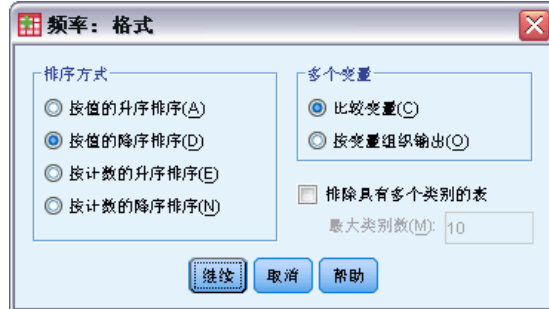 频率：格式
排序方式
按值的升序排序(A)
按值的降序排序(D)
按计数的升序排序(E)
按计数的降序排序(N)
多个变量
比较变量(C)
按变量组织输出(O)
排除具有多个类别的表
最大类别数(M): 10
继续 取消 帮助